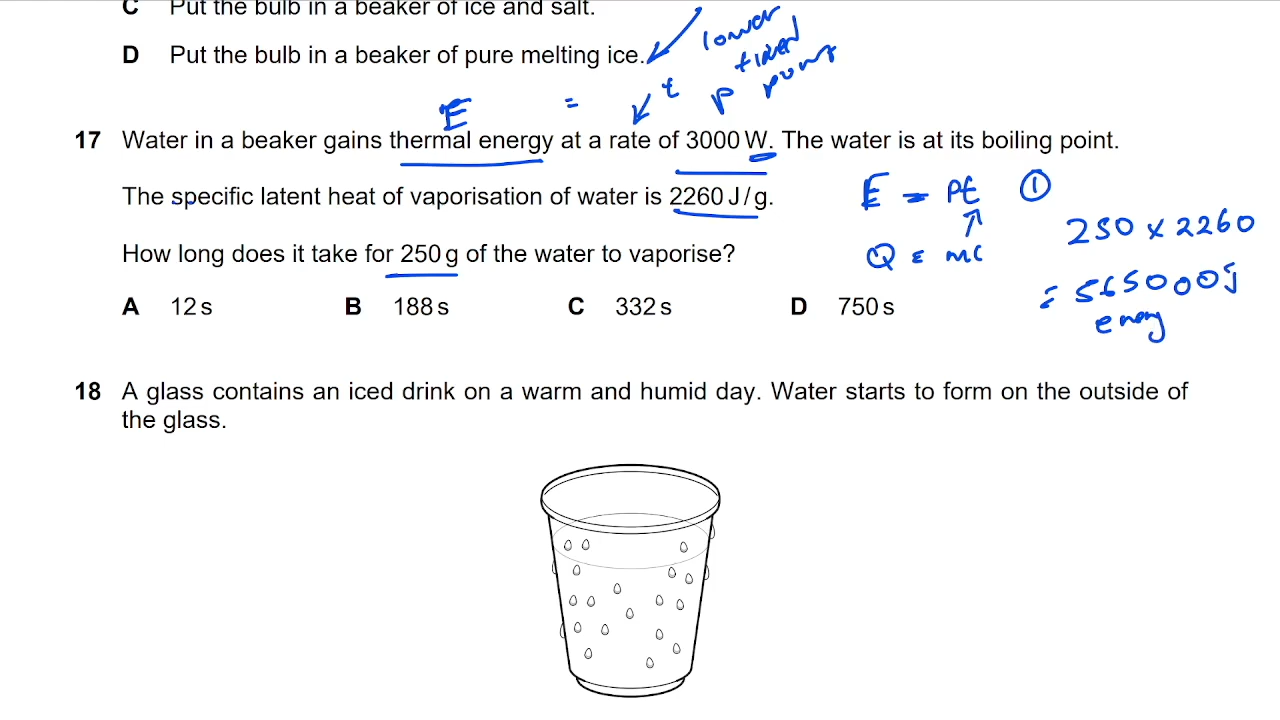 C Put the bulb in a beaker of ice and salt.
D Put the bulb in a beaker of pure melting ice.
lower
fixed
point
E = t P
17 Water in a beaker gains thermal energy at a rate of 3000 W. The water is at its boiling point.
The specific latent heat of vaporisation of water is 2260 J/g.
E = Pt ①
250 × 2260
How long does it take for 250 g of the water to vaporise?
Q = mL
= 565000J
energy
A 12 s B 188 s C 332 s D 750 s
18 A glass contains an iced drink on a warm and humid day. Water starts to form on the outside of
the glass.